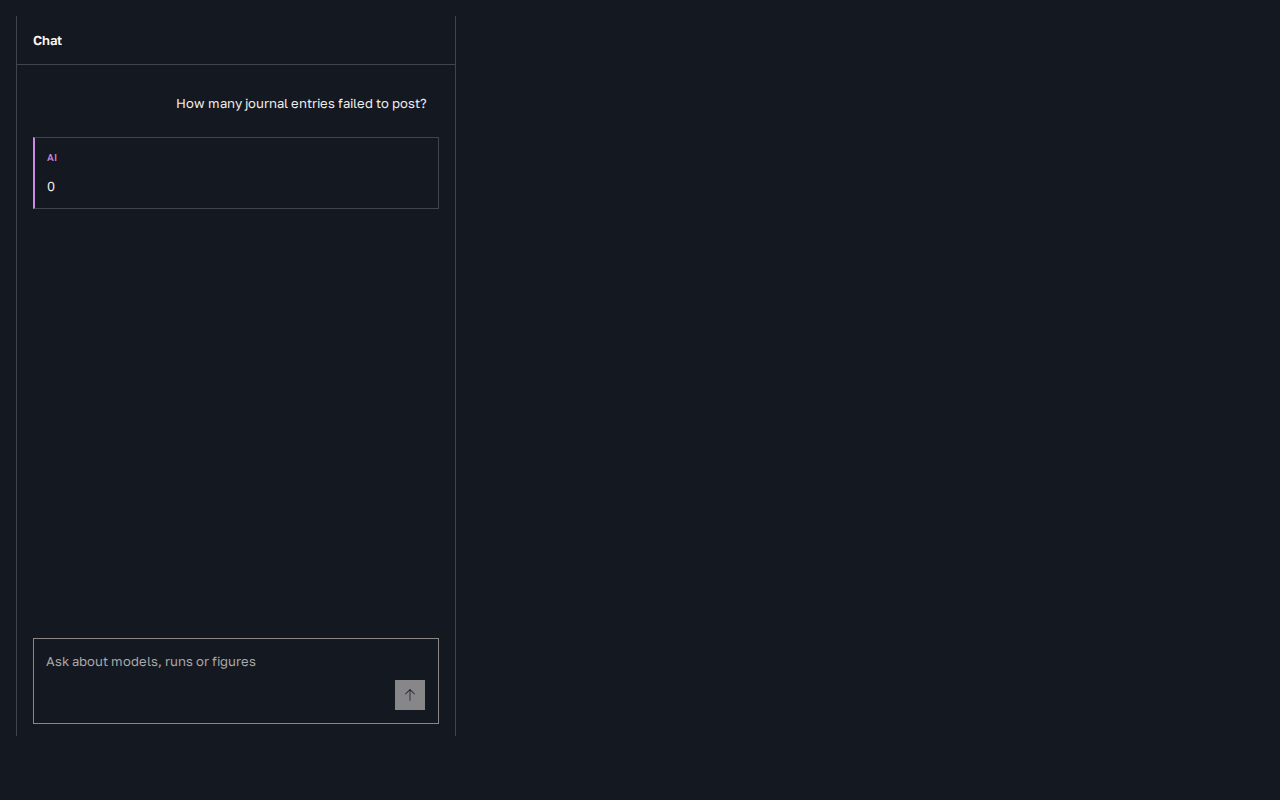 Chat
How many journal entries failed to post?
AI
0
Ask about models, runs or figures